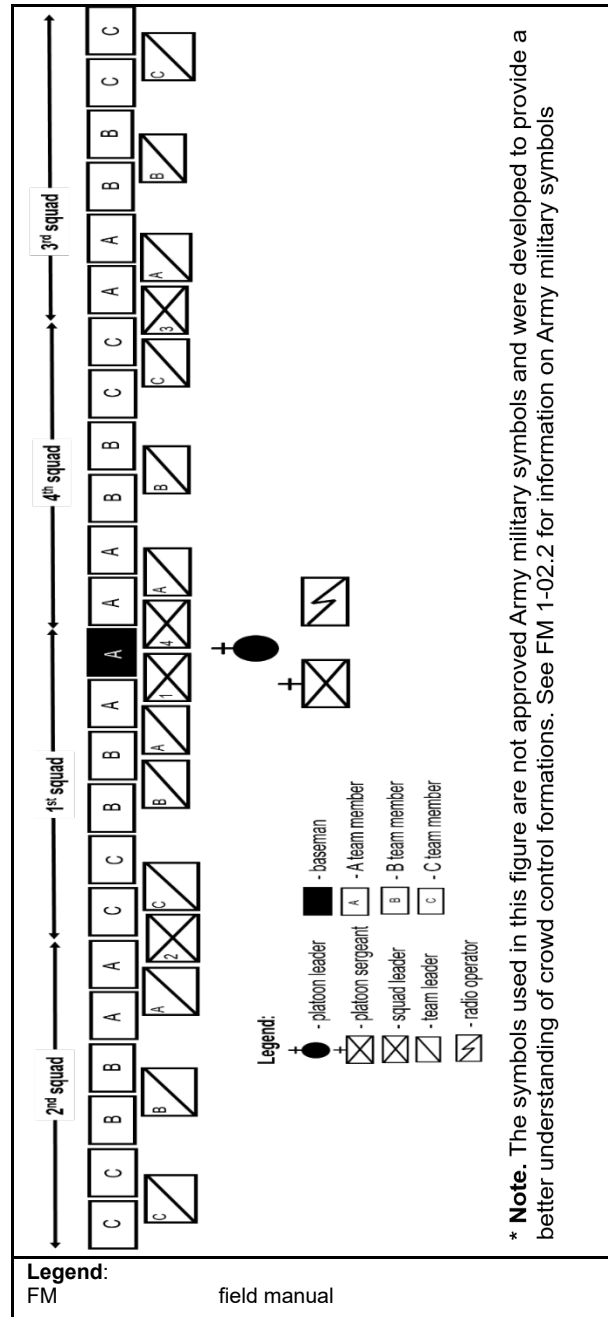 2nd squad 1st squad 4th squad 3rd squad
C C B B A A C C B B A A A A B B C C A A B B C C
C B A 2 C B A 1 4 A B C 3 A B C
Legend:
- platoon leader
- platoon sergeant
- squad leader
- team leader
- radio operator
- baseman
A - A team member
B - B team member
C - C team member
* Note. The symbols used in this figure are not approved Army military symbols and were developed to provide a
better understanding of crowd control formations. See FM 1-02.2 for information on Army military symbols
Legend:
FM field manual